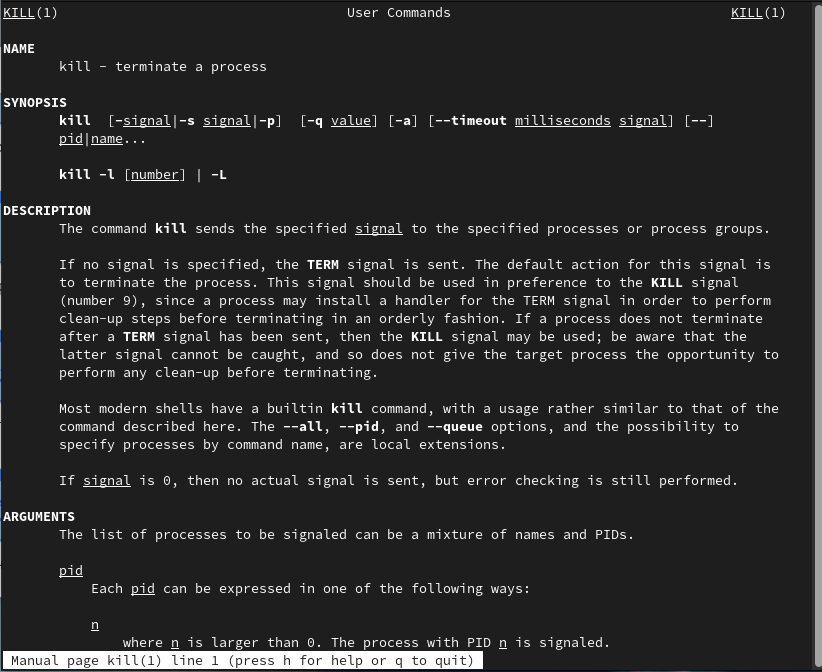 KILL(1) User Commands KILL(1)
NAME
kill - terminate a process
SYNOPSIS
kill [-signal|-s signal|-p] [-q value] [-a] [--timeout milliseconds signal] [--]
pid|name...
kill -l [number] | -L
DESCRIPTION
The command kill sends the specified signal to the specified processes or process groups.
If no signal is specified, the TERM signal is sent. The default action for this signal is
to terminate the process. This signal should be used in preference to the KILL signal
(number 9), since a process may install a handler for the TERM signal in order to perform
clean-up steps before terminating in an orderly fashion. If a process does not terminate
after a TERM signal has been sent, then the KILL signal may be used; be aware that the
latter signal cannot be caught, and so does not give the target process the opportunity to
perform any clean-up before terminating.
Most modern shells have a builtin kill command, with a usage rather similar to that of the
command described here. The --all, --pid, and --queue options, and the possibility to
specify processes by command name, are local extensions.
If signal is 0, then no actual signal is sent, but error checking is still performed.
ARGUMENTS
The list of processes to be signaled can be a mixture of names and PIDs.
pid
Each pid can be expressed in one of the following ways:
n
where n is larger than 0. The process with PID n is signaled.
Manual page kill(1) line 1 (press h for help or q to quit)